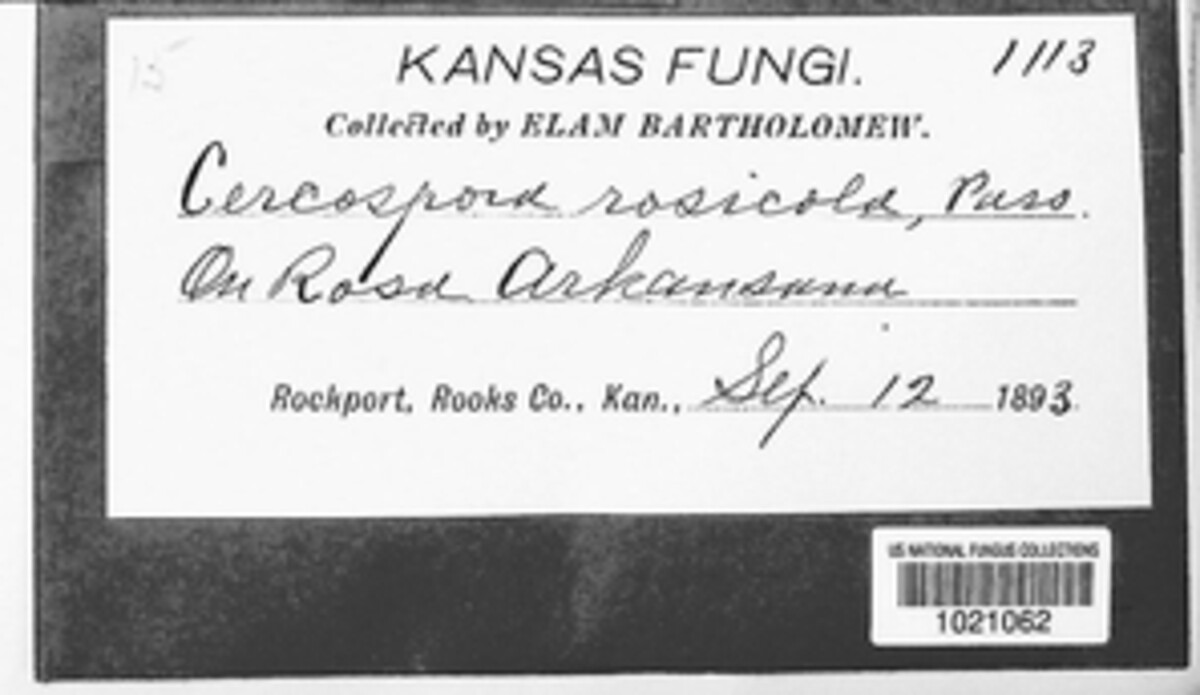 KANSAS FUNGI. 1113
Collected by ELAM BARTHOLOMEW.
Cercospora rosicola, Pass.
On Rosa Arkansana
Rockport, Rooks Co., Kan., Sep. 12 1893.
US NATIONAL FUNGUS COLLECTIONS
1021062